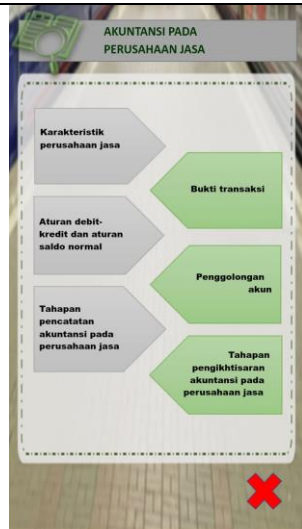 AKUNTANSI PADA
PERUSAHAAN JASA
Karakteristik
perusahaan jasa
Bukti transaksi
Aturan debit-
kredit dan aturan
saldo normal
Penggolongan
akun
Tahapan
pencatatan
akuntansi pada
perusahaan jasa
Tahapan
pengikhtisaran
akuntansi pada
perusahaan jasa